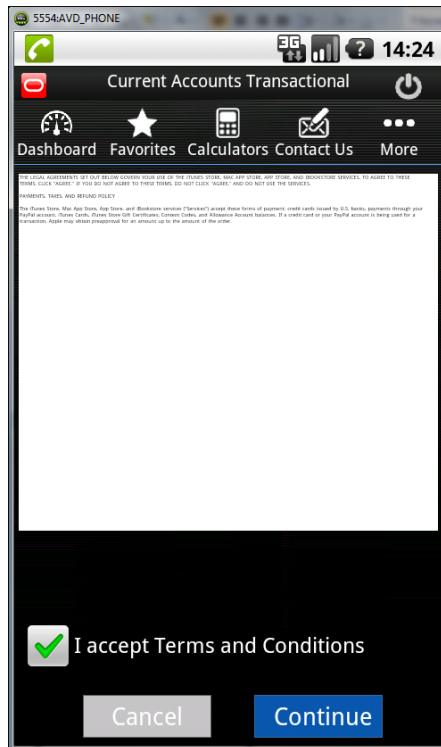 5554:AVD_PHONE
3G
?
14:24
Current Accounts Transactional
Dashboard Favorites Calculators Contact Us More
THE LEGAL AGREEMENTS SET OUT BELOW GOVERN YOUR USE OF THE ITUNES STORE, MAC APP STORE, APP STORE, AND IBOOKSTORE SERVICES. TO AGREE TO THESE
TERMS, CLICK "AGREE." IF YOU DO NOT AGREE TO THESE TERMS, DO NOT CLICK "AGREE," AND DO NOT USE THE SERVICES.
PAYMENTS, TAXES, AND REFUND POLICY
The iTunes Store, Mac App Store, App Store, and iBookstore services ("Services") accept these forms of payment: credit cards issued by U.S. banks, payments through your
PayPal account, iTunes Cards, iTunes Store Gift Certificates, Content Codes, and Allowance Account balances. If a credit card or your PayPal account is being used for a
transaction, Apple may obtain preapproval for an amount up to the amount of the order.
I accept Terms and Conditions
Cancel Continue